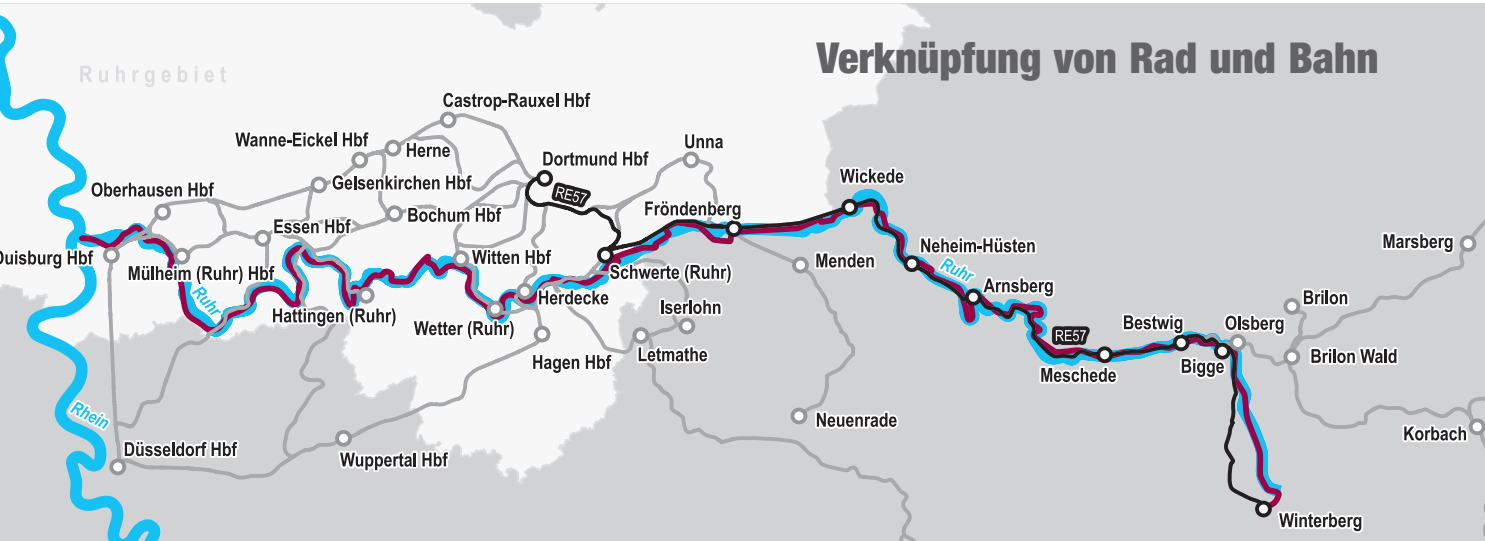 Verknüpfung von Rad und Bahn
Ruhrgebiet
Castrop-Rauxel Hbf
Wanne-Eickel Hbf
Herne
Unna
Dortmund Hbf
Gelsenkirchen Hbf
RE57
Oberhausen Hbf
Bochum Hbf
Fröndenberg
Wickede
Essen Hbf
Duisburg Hbf
Mülheim (Ruhr) Hbf
Witten Hbf
Schwerte (Ruhr)
Menden
Neheim-Hüsten
Marsberg
Ruhr
Ruhr
Hattingen (Ruhr)
Herdecke
Arnsberg
Brilon
Wetter (Ruhr)
Iserlohn
Bestwig
Olsberg
RE57
Hagen Hbf
Letmathe
Meschede
Bigge
Brilon Wald
Rhein
Neuenrade
Korbach
Düsseldorf Hbf
Wuppertal Hbf
Winterberg